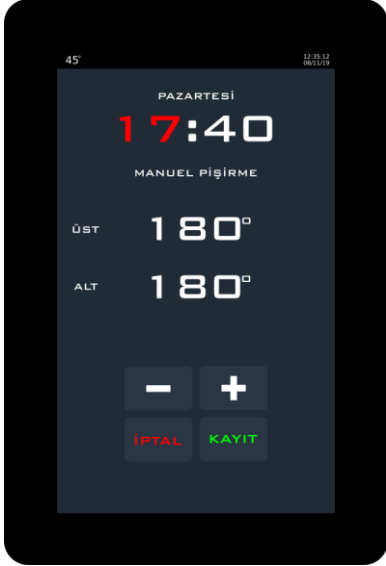 45°
12:35:12
08/11/19
PAZARTESİ
17:40
MANUEL PİŞİRME
ÜST 180°
ALT 180°
- +
İPTAL KAYIT